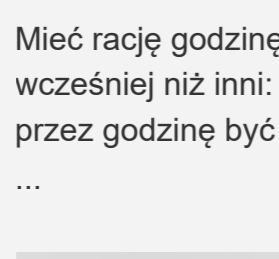 Mieć rację godzinę
wcześniej niż inni:
przez godzinę być
...